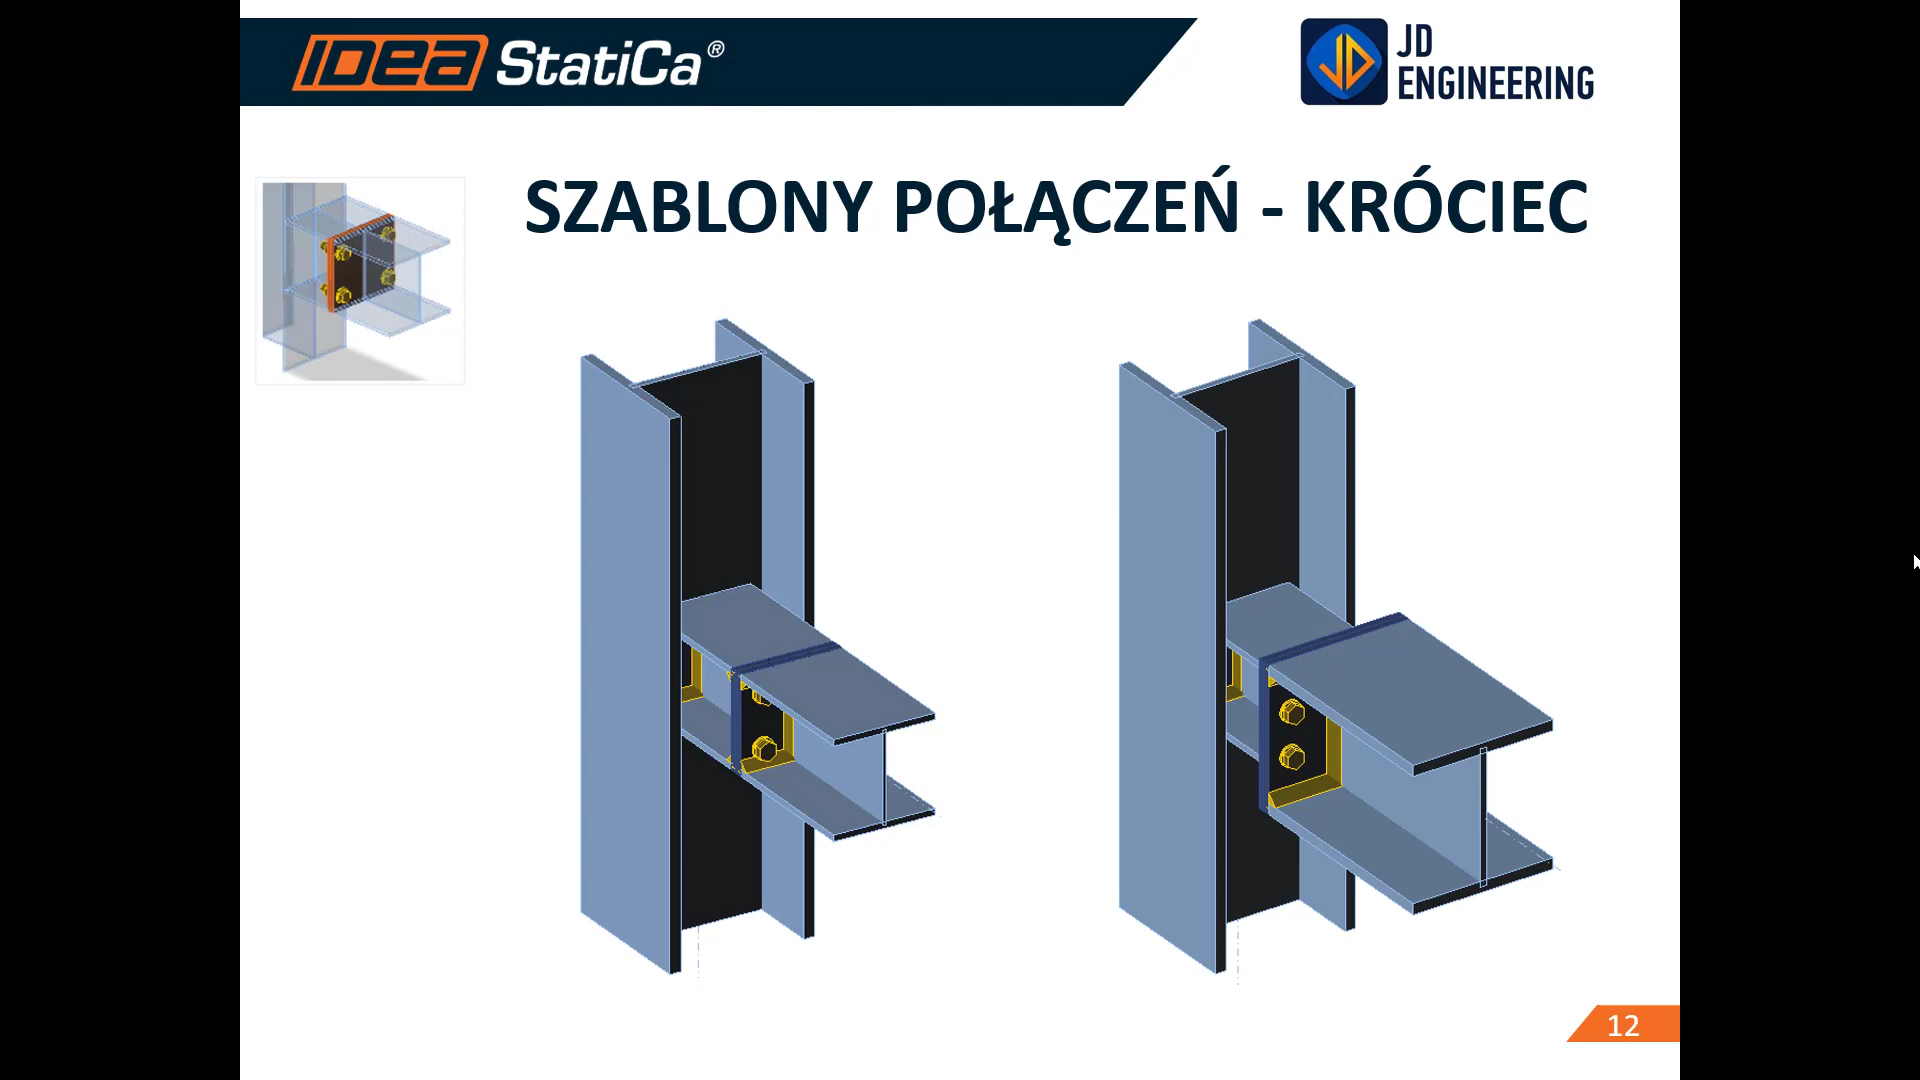 IDEA StatiCa®
JD
ENGINEERING
SZABLONY POŁĄCZEŃ - KRÓCIEC
12